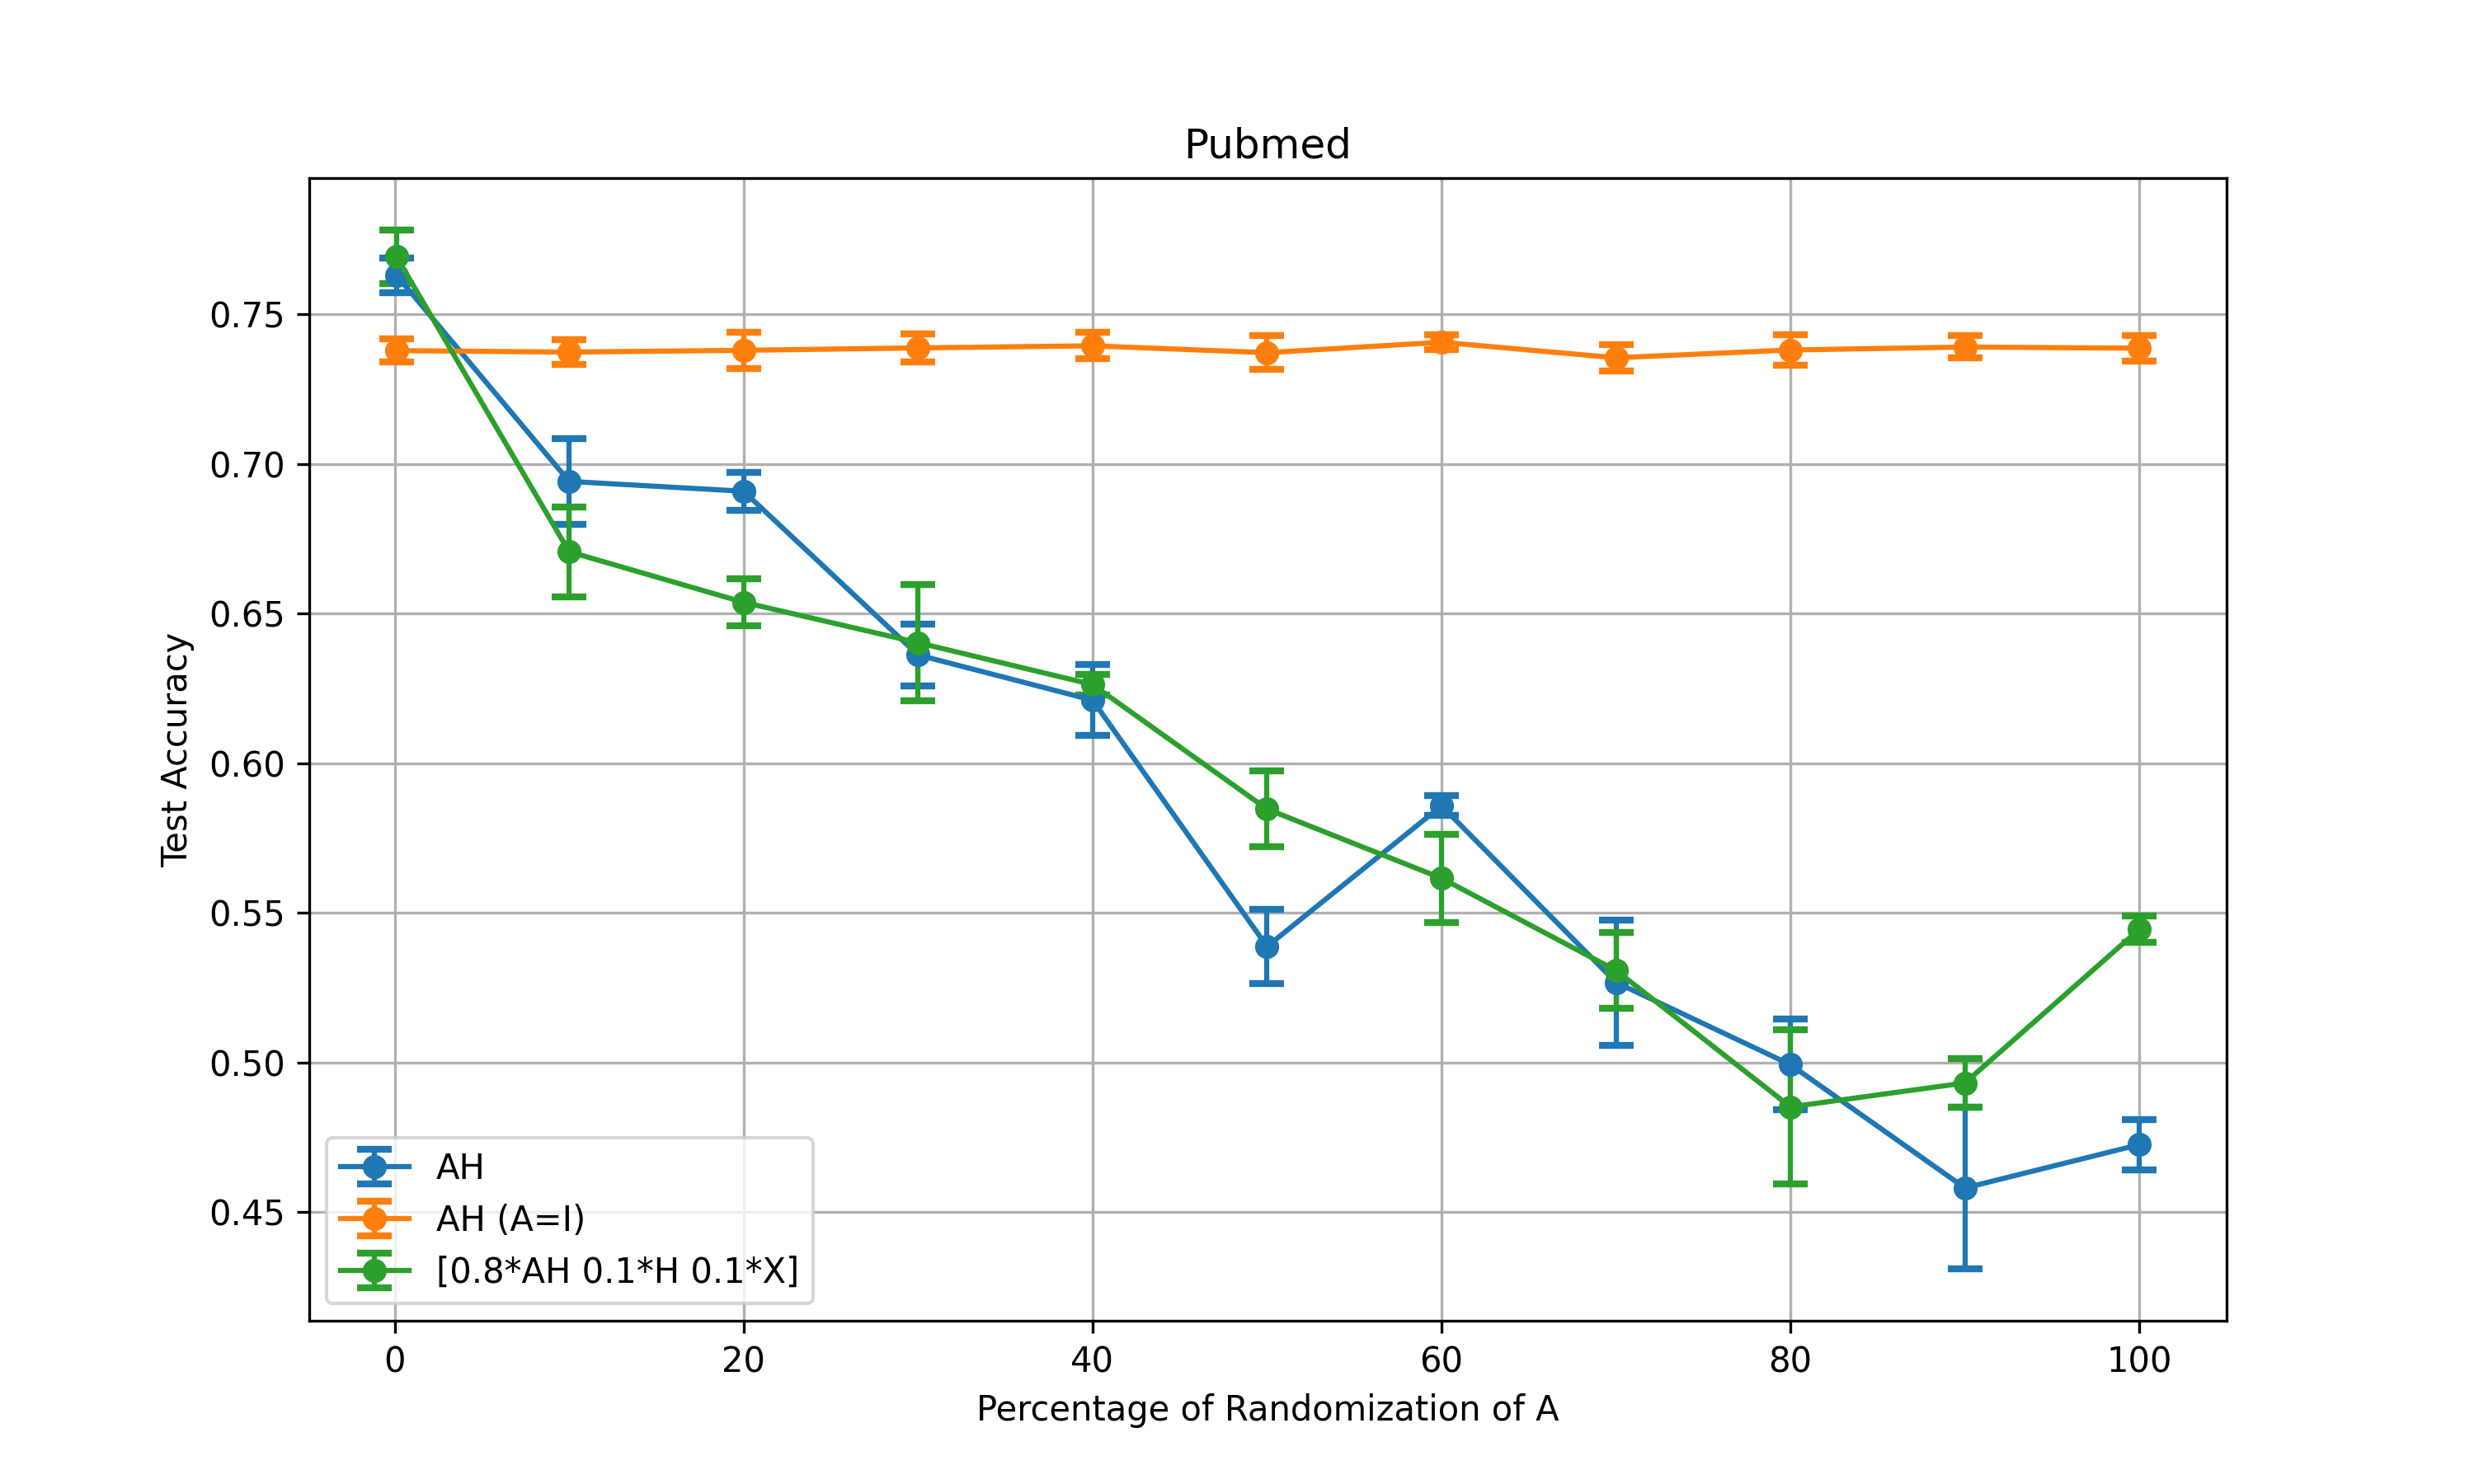 Pubmed
0.75
0.70
0.65
0.60
0.55
0.50
0.45
Test Accuracy
AH
AH (A=I)
[0.8*AH 0.1*H 0.1*X]
0 20 40 60 80 100
Percentage of Randomization of A